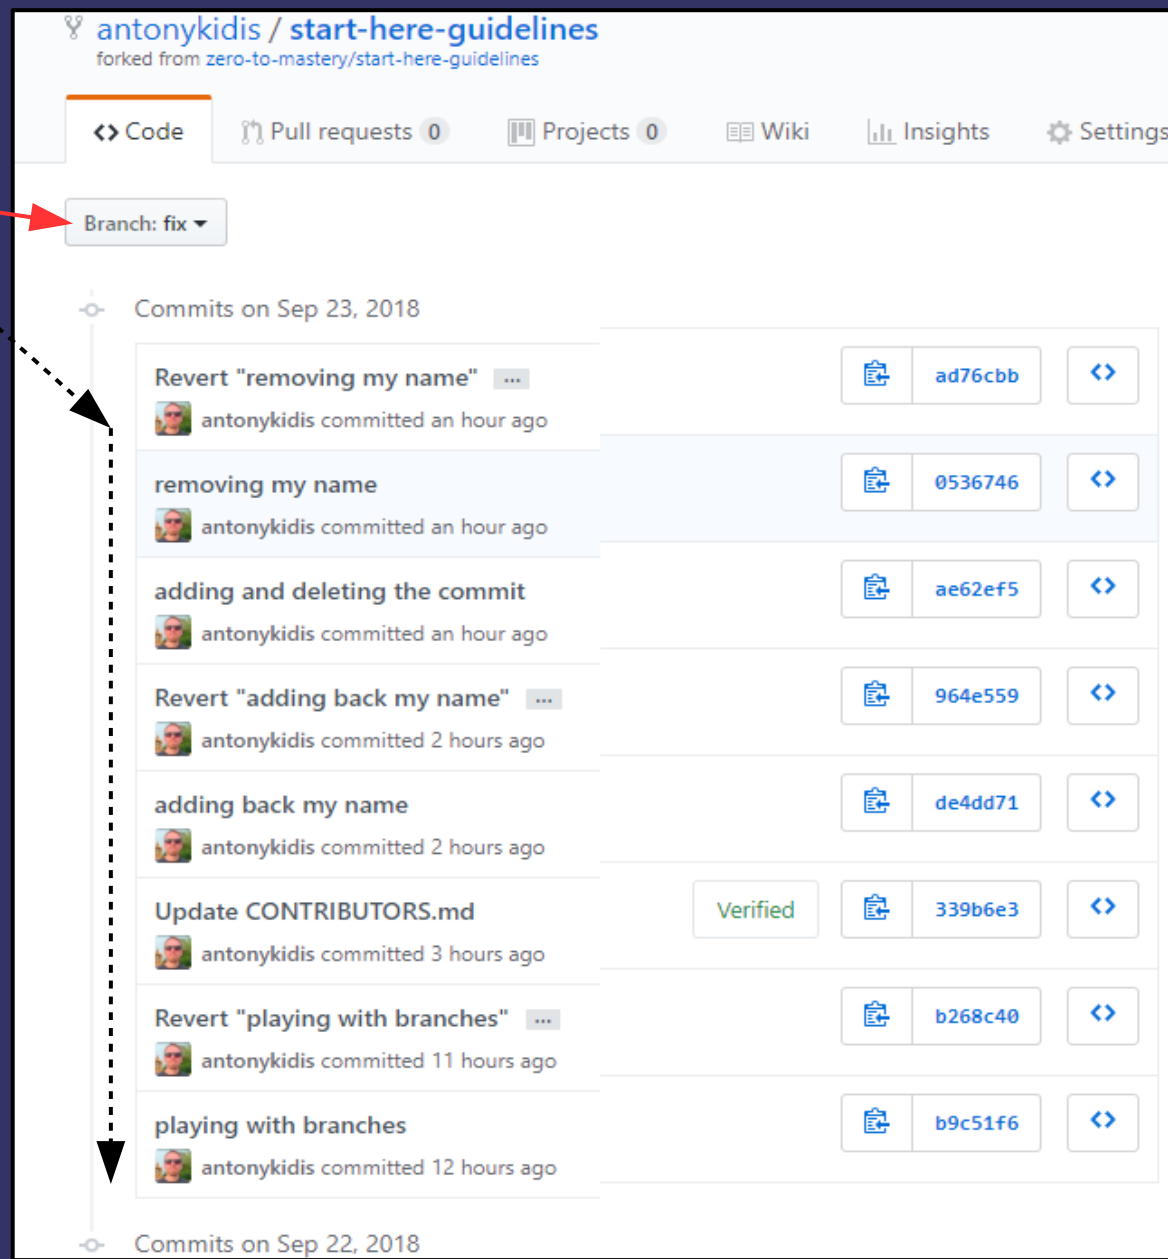 antonykidis / start-here-guidelines
forked from zero-to-mastery/start-here-guidelines
<> Code Pull requests 0 Projects 0 Wiki Insights Settings
Branch: fix
Commits on Sep 23, 2018
Revert "removing my name" ...
ad76cbb <>
antonykidis committed an hour ago
removing my name
0536746 <>
antonykidis committed an hour ago
adding and deleting the commit
ae62ef5 <>
antonykidis committed an hour ago
Revert "adding back my name" ...
964e559 <>
antonykidis committed 2 hours ago
adding back my name
de4dd71 <>
antonykidis committed 2 hours ago
Update CONTRIBUTORS.md
Verified 339b6e3 <>
antonykidis committed 3 hours ago
Revert "playing with branches" ...
b268c40 <>
antonykidis committed 11 hours ago
playing with branches
b9c51f6 <>
antonykidis committed 12 hours ago
Commits on Sep 22, 2018